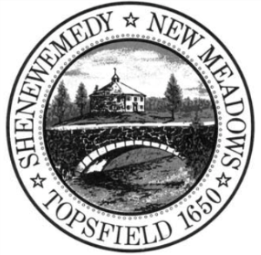 SHENEWEMEDY ☆ NEW MEADOWS ☆ TOPSFIELD 1650 ☆